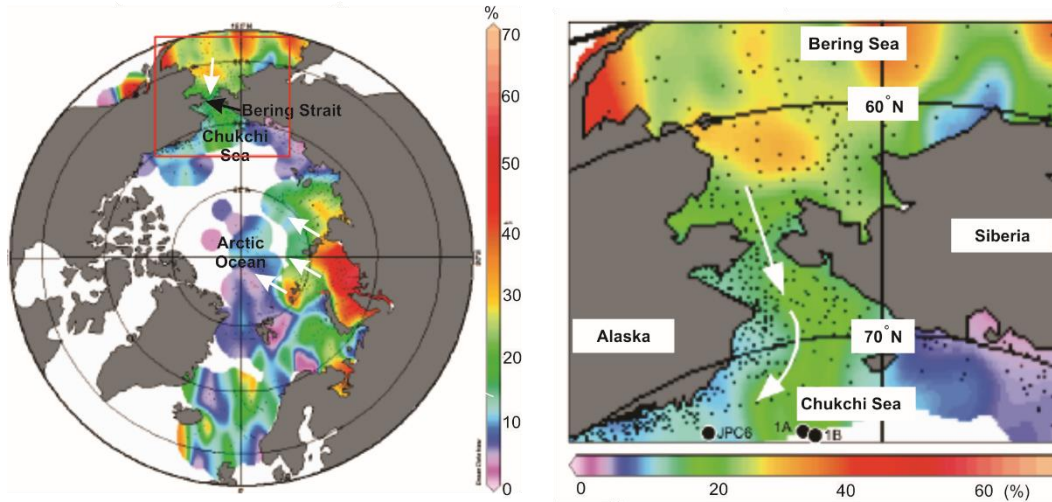 %
70
60
50
40
30
20
10
0
Bering Strait
Chukchi
Sea
Arctic
Ocean
0°
Bering Sea
60°N
Siberia
Alaska
70°N
Chukchi Sea
JPC6
1A
1B
0 20 40 60 (%)